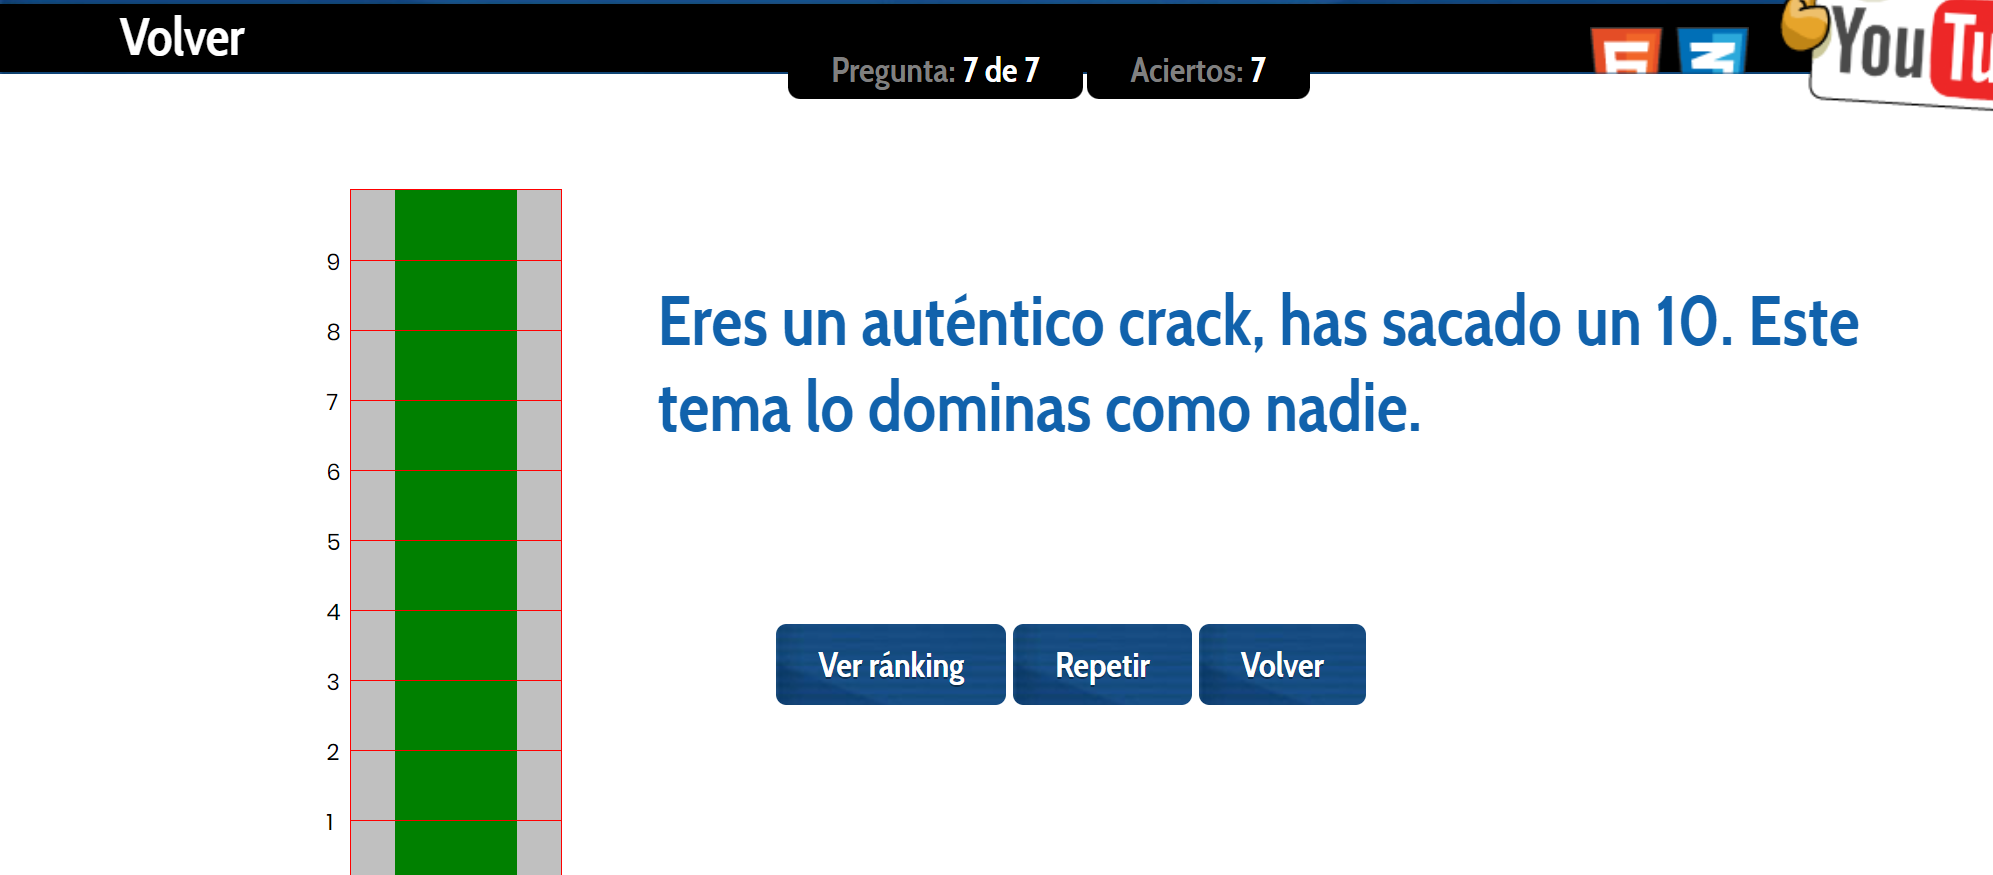 Volver
Pregunta: 7 de 7
Aciertos: 7
You
9
8
7
6
5
4
3
2
1
Eres un auténtico crack, has sacado un 10. Este
tema lo dominas como nadie.
Ver ránking
Repetir
Volver